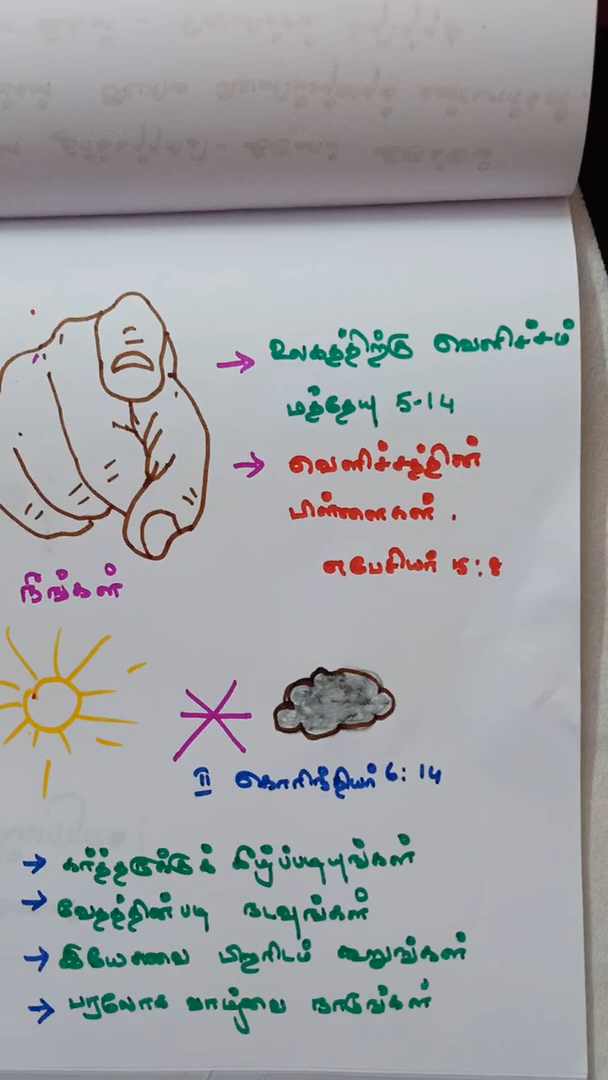 உலகத்திற்கு வெளிச்சம்
மத்தேயு 5-14
வெளிச்சத்தின்
பிள்ளைகள்.
எபேசியர் 5:8
நீங்கள்
II கொரிந்தியர் 6:14
கர்த்தருக்குக் கீழ்ப்படியுங்கள்
வேதத்தின்படி நடவுங்கள்
இயேசுவை பிறரிடம் கூறுங்கள்
பரலோக வாழ்வை நாடுங்கள்